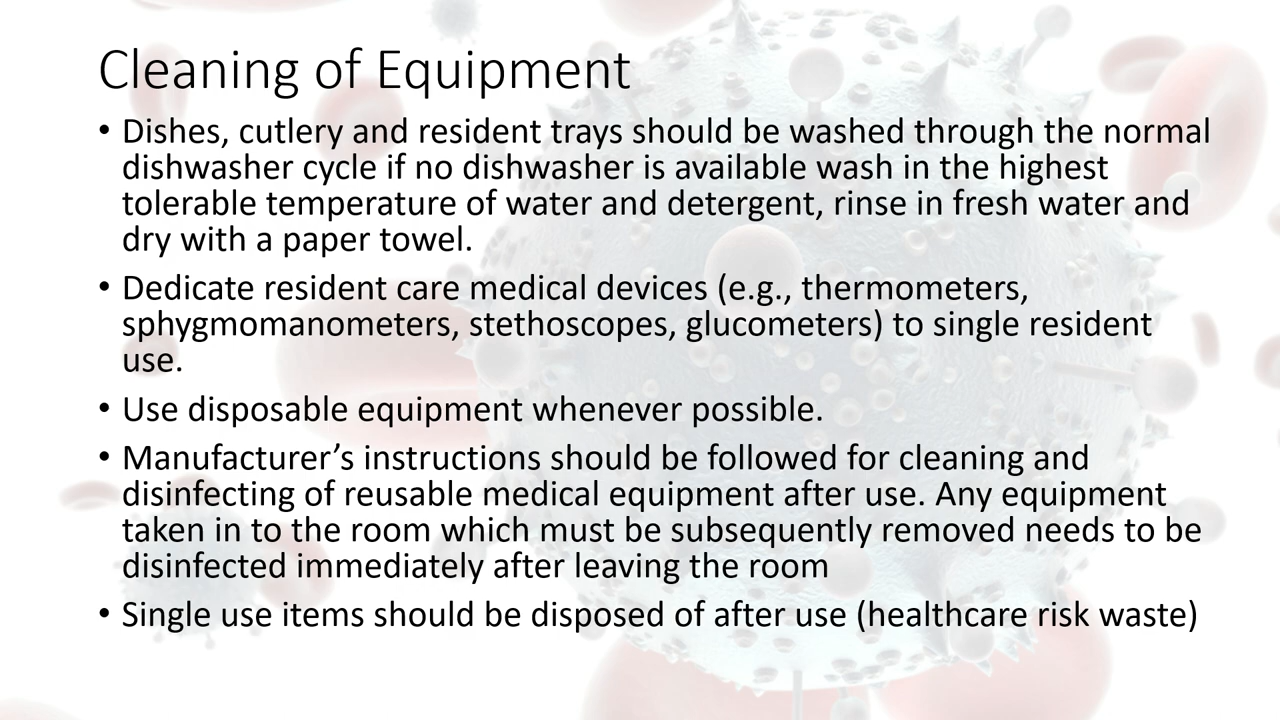 Cleaning of Equipment
• Dishes, cutlery and resident trays should be washed through the normal
dishwasher cycle if no dishwasher is available wash in the highest
tolerable temperature of water and detergent, rinse in fresh water and
dry with a paper towel.
• Dedicate resident care medical devices (e.g., thermometers,
sphygmomanometers, stethoscopes, glucometers) to single resident
use.
• Use disposable equipment whenever possible.
• Manufacturer’s instructions should be followed for cleaning and
disinfecting of reusable medical equipment after use. Any equipment
taken in to the room which must be subsequently removed needs to be
disinfected immediately after leaving the room
• Single use items should be disposed of after use (healthcare risk waste)